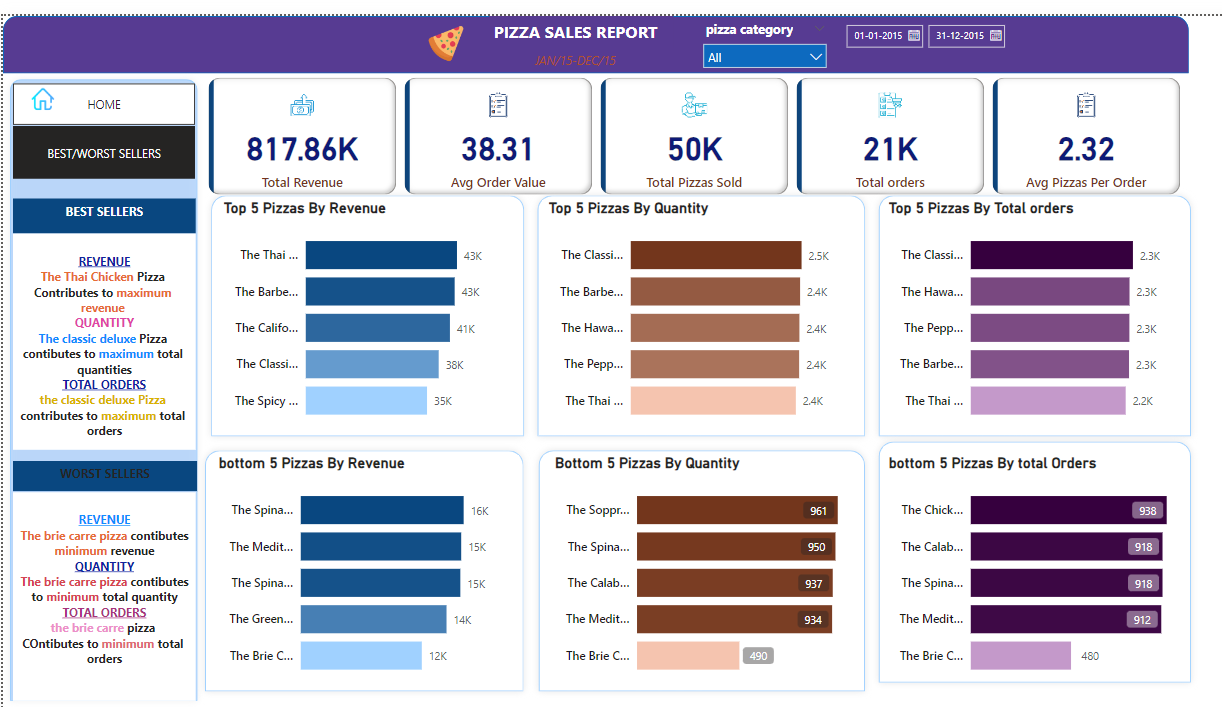 PIZZA SALES REPORT
JAN/15-DEC/15
pizza category
All
01-01-2015
31-12-2015
HOME
BEST/WORST SELLERS
817.86K
Total Revenue
38.31
Avg Order Value
50K
Total Pizzas Sold
21K
Total orders
2.32
Avg Pizzas Per Order
BEST SELLERS
REVENUE
The Thai Chicken Pizza
Contributes to maximum
revenue
QUANTITY
The classic deluxe Pizza
contibutes to maximum total
quantities
TOTAL ORDERS
the classic deluxe Pizza
contributes to maximum total
orders
WORST SELLERS
REVENUE
The brie carre pizza contibutes
minimum revenue
QUANTITY
The brie carre pizza contibutes
to minimum total quantity
TOTAL ORDERS
the brie carre pizza
COntibutes to minimum total
orders
Top 5 Pizzas By Revenue
The Thai ... 43K
The Barbe... 43K
The Califo... 41K
The Classi... 38K
The Spicy ... 35K
Top 5 Pizzas By Quantity
The Classi... 2.5K
The Barbe... 2.4K
The Hawa... 2.4K
The Pepp... 2.4K
The Thai ... 2.4K
Top 5 Pizzas By Total orders
The Classi... 2.3K
The Hawa... 2.3K
The Pepp... 2.3K
The Barbe... 2.3K
The Thai ... 2.2K
bottom 5 Pizzas By Revenue
The Spina... 16K
The Medit... 15K
The Spina... 15K
The Green... 14K
The Brie C... 12K
Bottom 5 Pizzas By Quantity
The Soppr... 961
The Spina... 950
The Calab... 937
The Medit... 934
The Brie C... 490
bottom 5 Pizzas By total Orders
The Chick... 938
The Calab... 918
The Spina... 918
The Medit... 912
The Brie C... 480